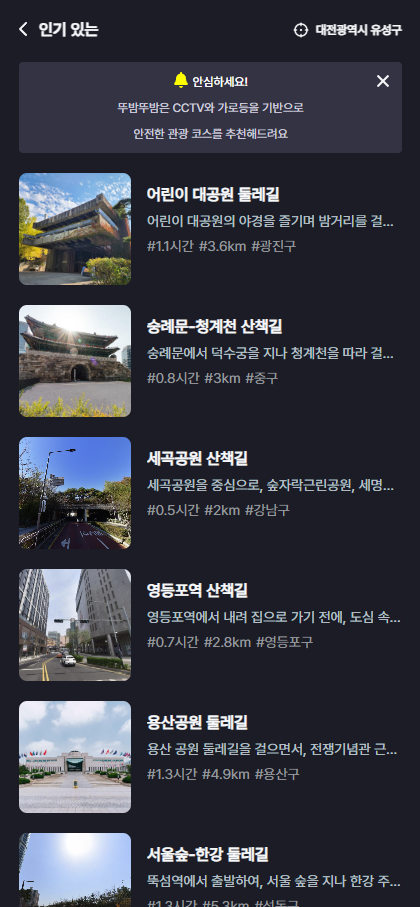 인기 있는
대전광역시 유성구
안심하세요!
뚜밤뚜밤은 CCTV와 가로등을 기반으로
안전한 관광 코스를 추천해드려요
어린이 대공원 둘레길
어린이 대공원의 야경을 즐기며 밤거리를 걸...
#1.1시간 #3.6km #광진구
숭례문-청계천 산책길
숭례문에서 덕수궁을 지나 청계천을 따라 걸...
#0.8시간 #3km #중구
세곡공원 산책길
세곡공원을 중심으로, 숲자락근린공원, 세명...
#0.5시간 #2km #강남구
영등포역 산책길
영등포역에서 내려 집으로 가기 전에, 도심 속...
#0.7시간 #2.8km #영등포구
용산공원 둘레길
용산 공원 둘레길을 걸으면서, 전쟁기념관 근...
#1.3시간 #4.9km #용산구
서울숲-한강 둘레길
뚝섬역에서 출발하여, 서울 숲을 지나 한강 주...
#1.3시간 #5.3km #성동구